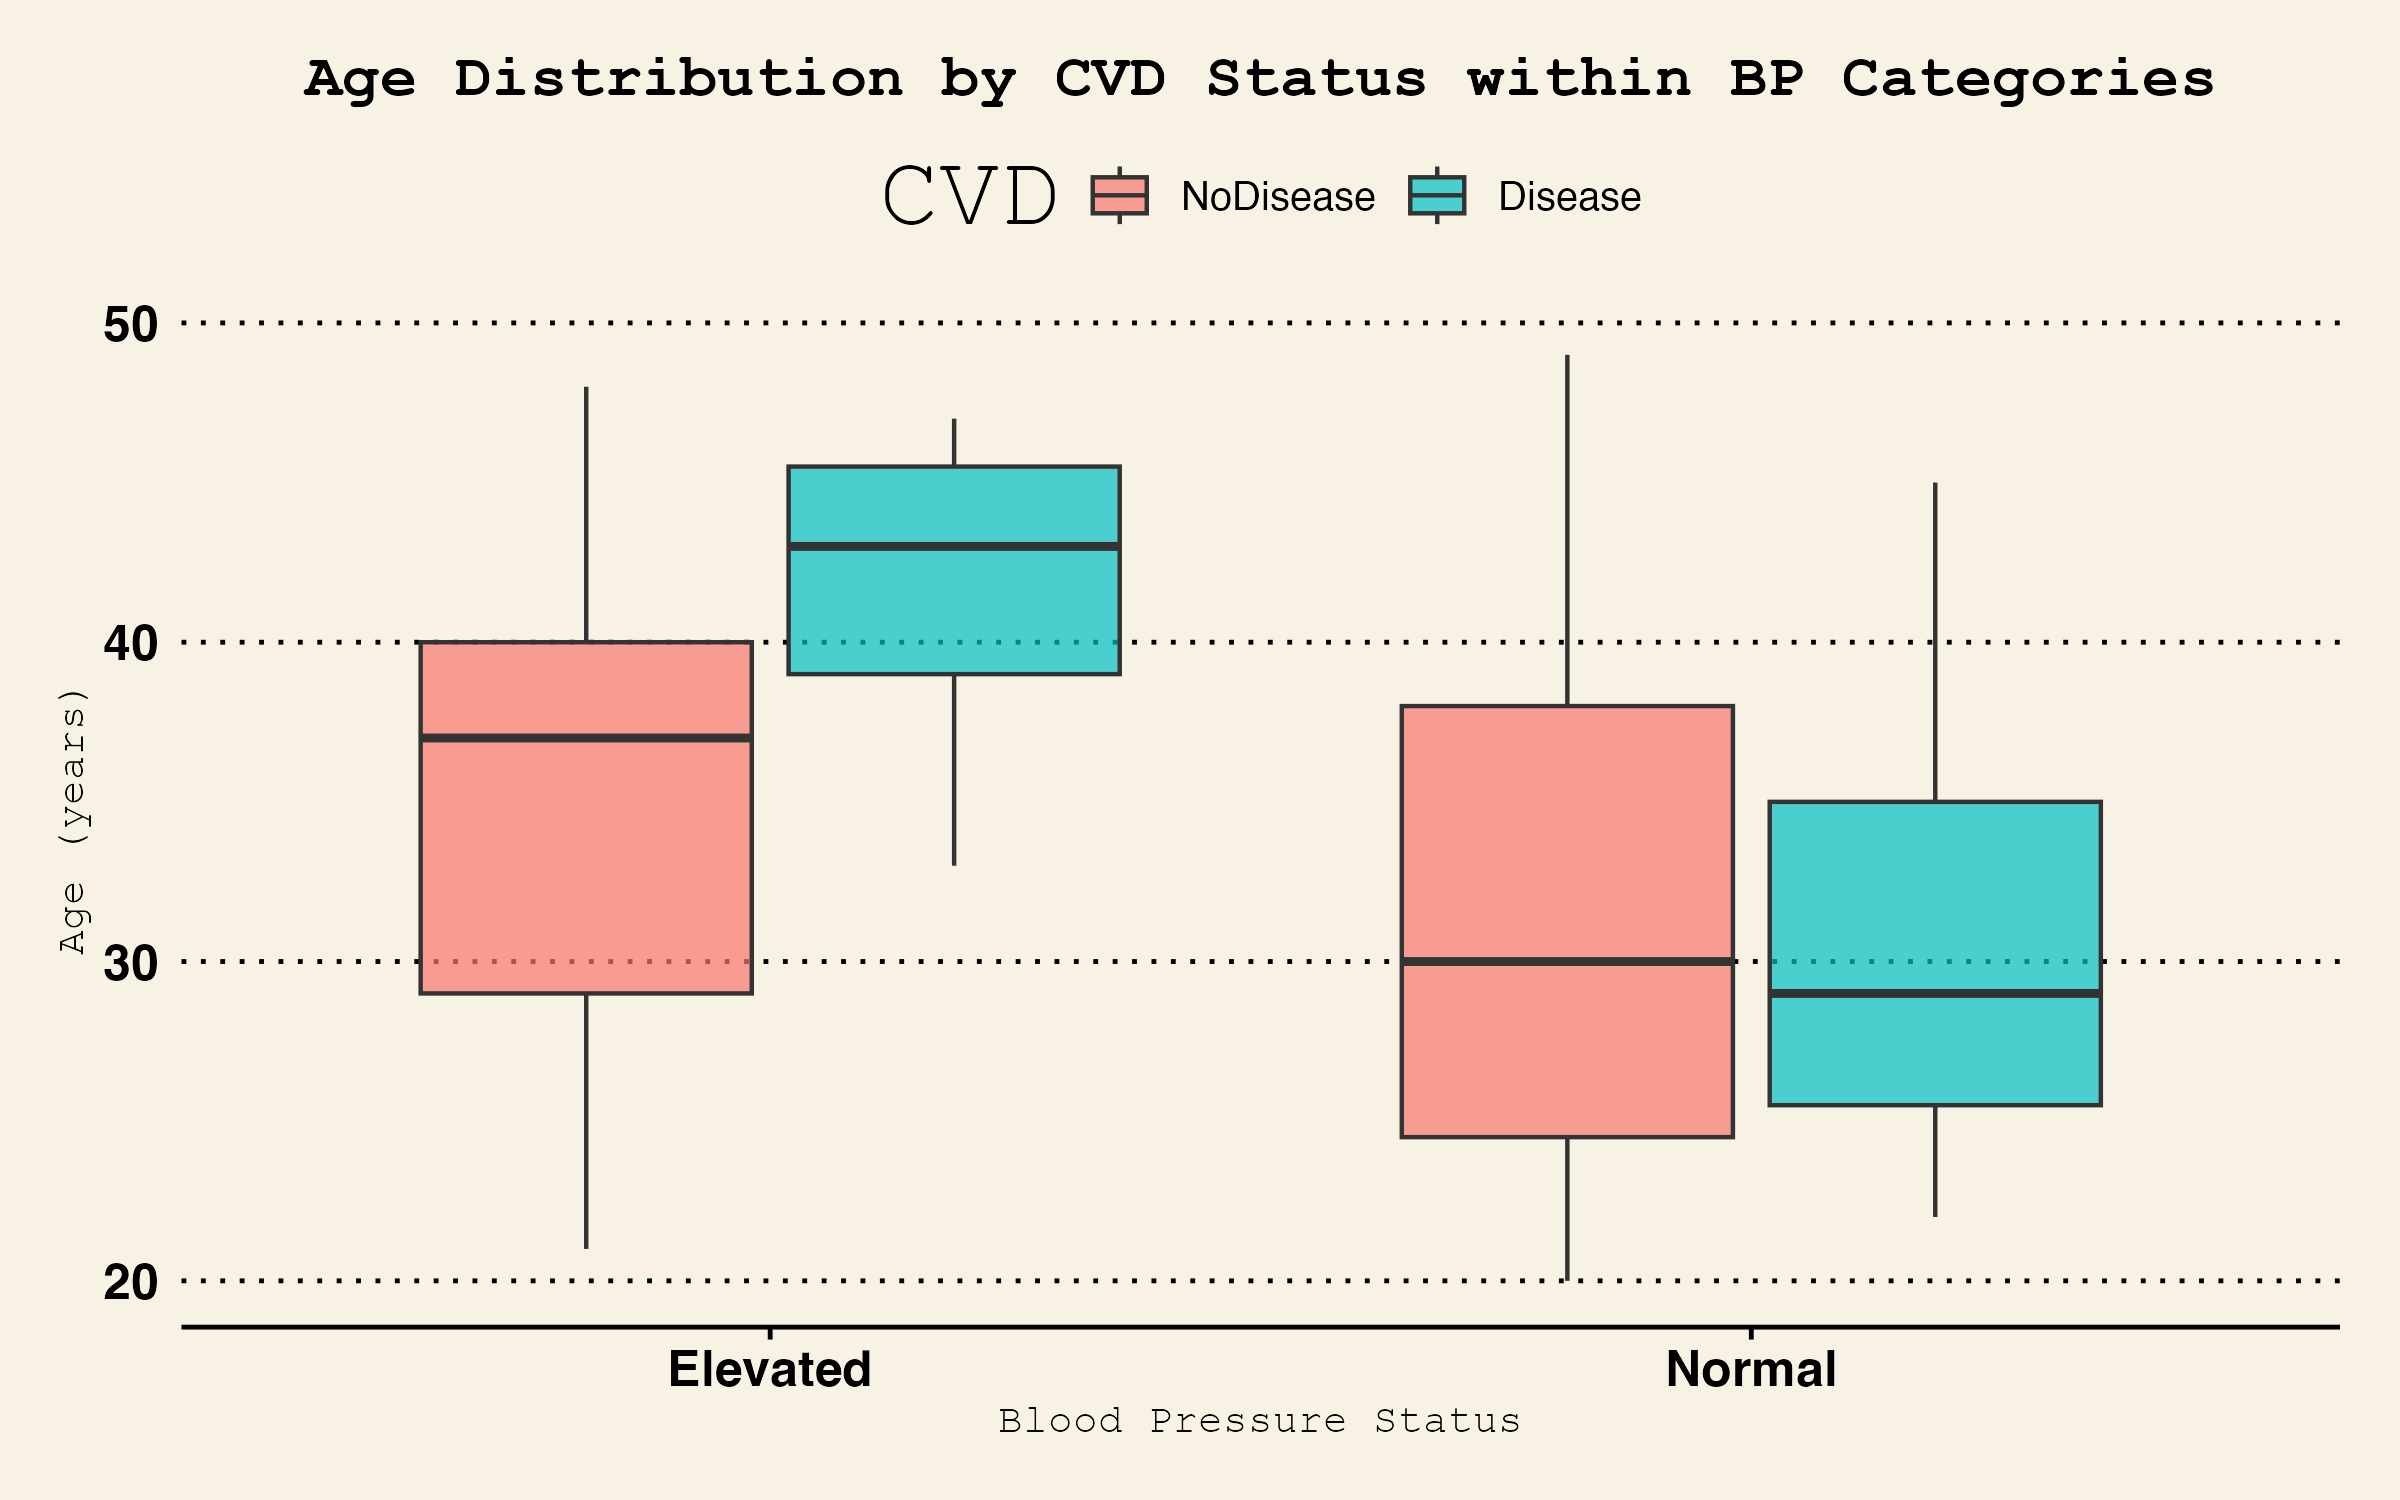 Age Distribution by CVD Status within BP Categories
CVD NoDisease Disease
50
40
30
20
Age (years)
Elevated Normal
Blood Pressure Status